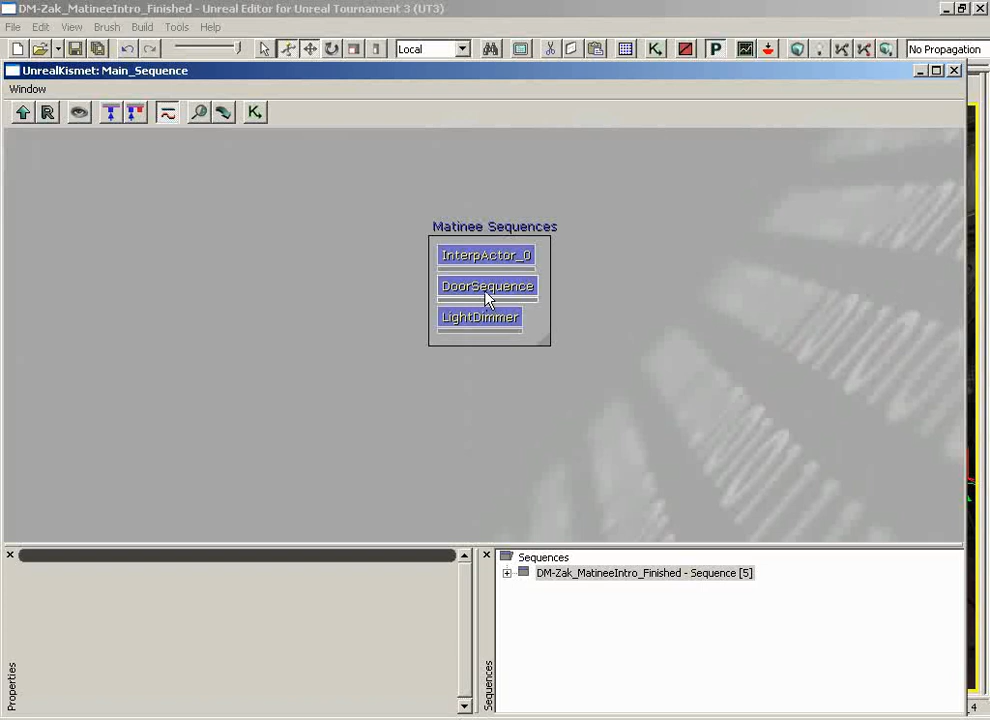 DM-Zak_MatineeIntro_Finished - Unreal Editor for Unreal Tournament 3 (UT3)
File Edit View Brush Build Tools Help
Local
P
No Propagation
UnrealKismet: Main_Sequence
Window
R
K
Matinee Sequences
InterpActor_0
DoorSequence
LightDimmer
Properties
Sequences
Sequences
DM-Zak_MatineeIntro_Finished - Sequence [5]
4